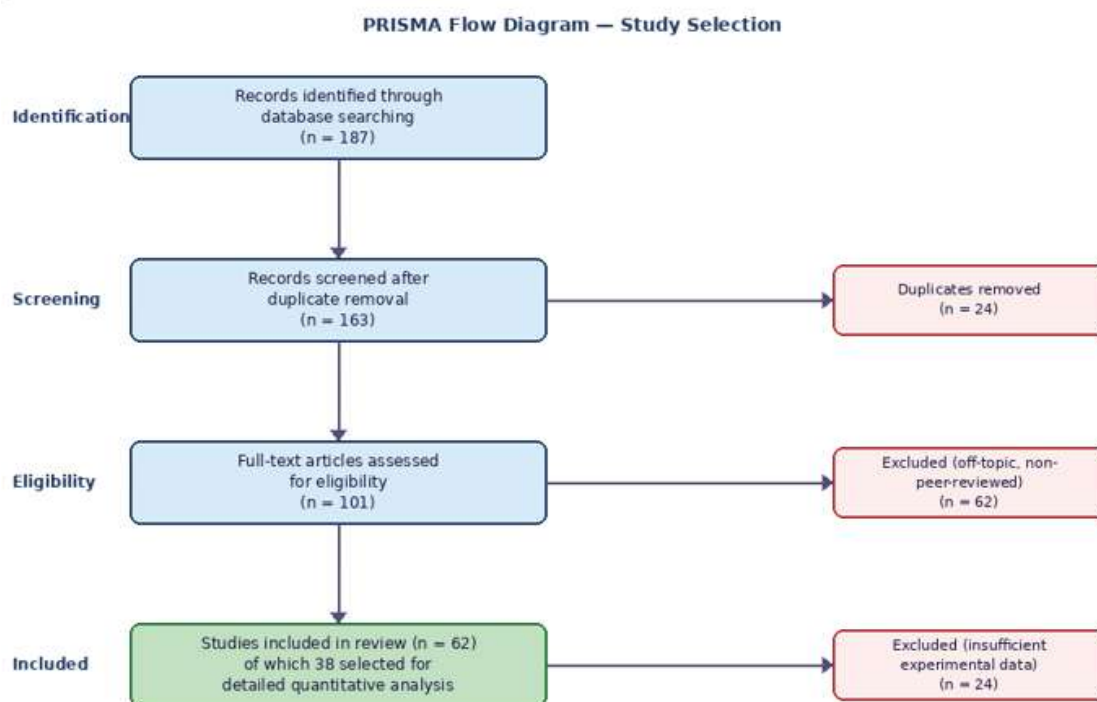 PRISMA Flow Diagram — Study Selection
Identification
Records identified through
database searching
(n = 187)
Screening
Records screened after
duplicate removal
(n = 163)
Duplicates removed
(n = 24)
Eligibility
Full-text articles assessed
for eligibility
(n = 101)
Excluded (off-topic, non-
peer-reviewed)
(n = 62)
Included
Studies included in review (n = 62)
of which 38 selected for
detailed quantitative analysis
Excluded (insufficient
experimental data)
(n = 24)